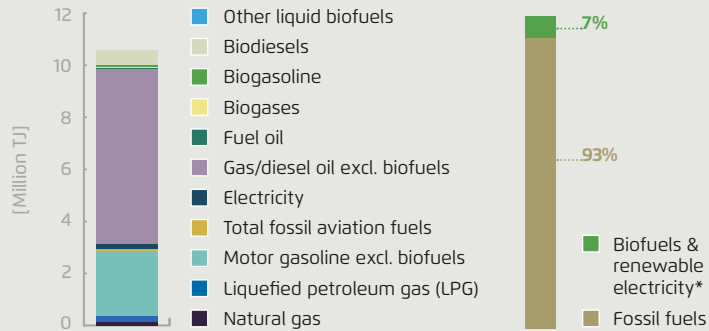 [Million TJ]
12
10
8
6
4
2
0
Other liquid biofuels
Biodiesels
Biogasoline
Biogases
Fuel oil
Gas/diesel oil excl. biofuels
Electricity
Total fossil aviation fuels
Motor gasoline excl. biofuels
Liquefied petroleum gas (LPG)
Natural gas
7%
93%
Biofuels &
renewable
electricity*
Fossil fuels